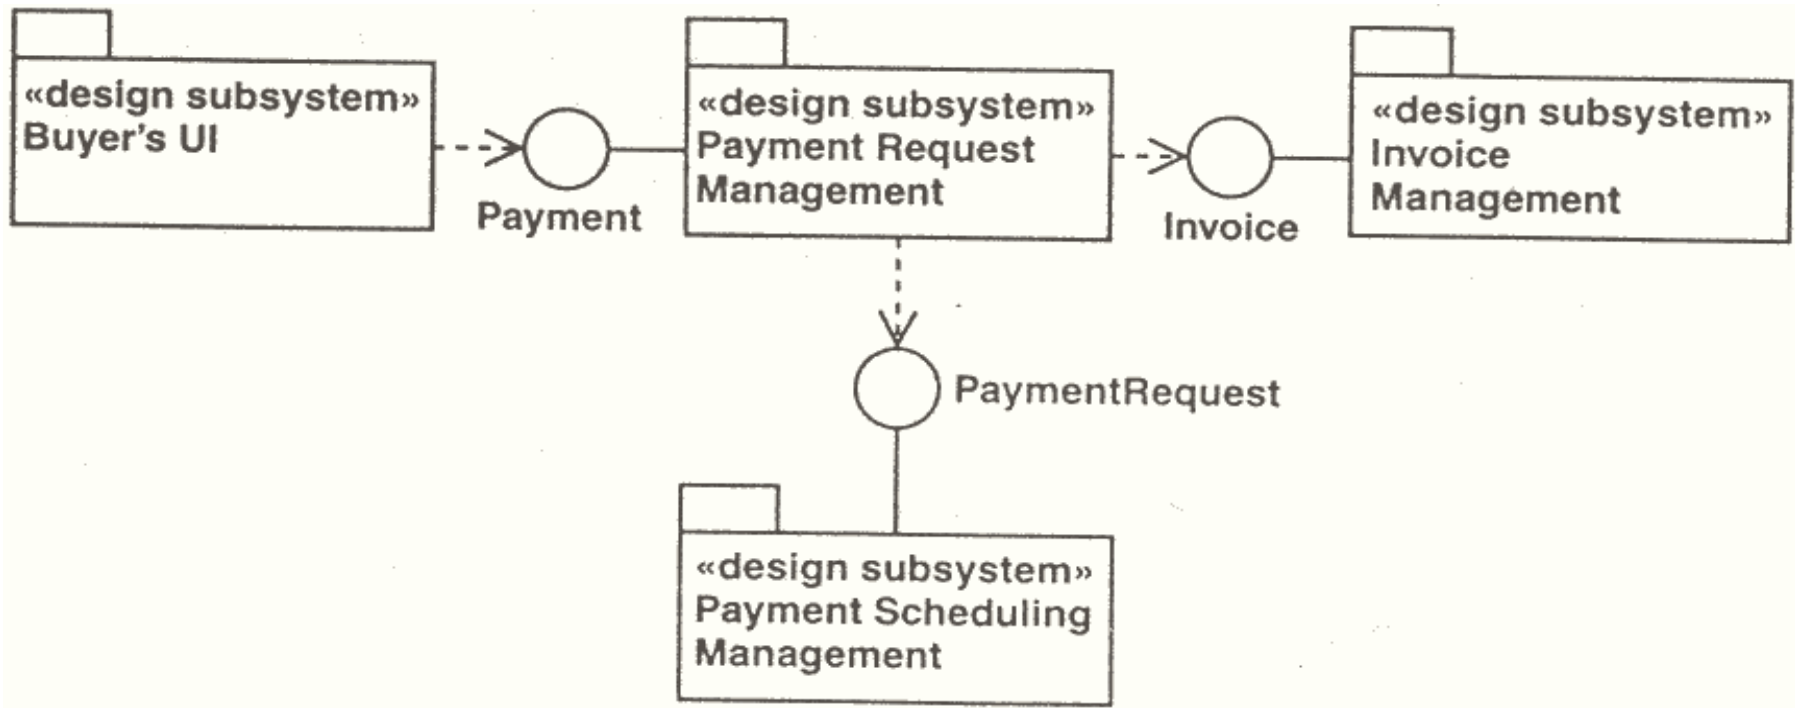 «design subsystem»
Buyer's UI
Payment
«design subsystem»
Payment Request
Management
Invoice
«design subsystem»
Invoice
Management
PaymentRequest
«design subsystem»
Payment Scheduling
Management